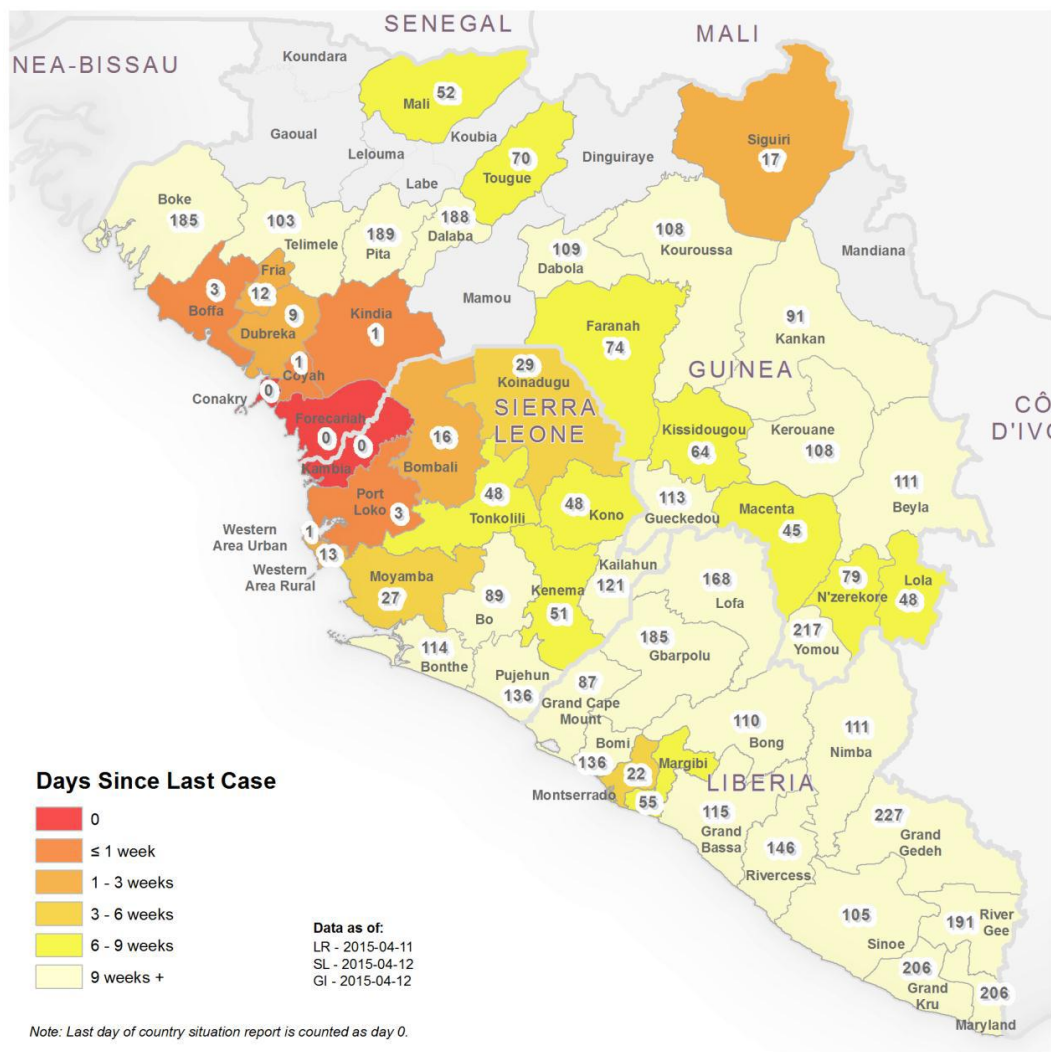 SENEGAL
MALI
NEA-BISSAU
Koundara
Mali
52
Gaoual
Koubia
Lelouma
70
Tougue
Dinguiraye
Siguiri
17
Labe
Boke
185
103
Telimele
189
Pita
188
Dalaba
108
Kouroussa
109
Dabola
Mandiana
Mamou
3
Boffa
Fria
12
9
Dubreka
Kindia
1
Faranah
74
91
Kankan
1
Coyah
29
Koinadugu
GUINEA
Conakry
0
Forecariah
0
0
Kambia
SIERRA
LEONE
CÔ
D'IVO
16
Bombali
Kissidougou
64
Kerouane
108
111
Beyla
Port
Loko
3
48
Tonkolili
48
Kono
113
Gueckedou
Macenta
45
Western
Area Urban
1
13
Western
Area Rural
Moyamba
27
89
Bo
Kenema
51
Kailahun
121
168
Lofa
79
N'zerekore
Lola
48
217
Yomou
114
Bonthe
185
Gbarpolu
Pujehun
136
87
Grand Cape
Mount
110
Bong
111
Nimba
Bomi
136
22
Margibi
Montserrado
55
LIBERIA
115
Grand
Bassa
227
Grand
Gedeh
146
Rivercess
105
Sinoe
191
River
Gee
206
Grand
Kru
206
Maryland
Days Since Last Case
0
≤ 1 week
1 - 3 weeks
3 - 6 weeks
6 - 9 weeks
9 weeks +
Data as of:
LR - 2015-04-11
SL - 2015-04-12
GI - 2015-04-12
Note: Last day of country situation report is counted as day 0.